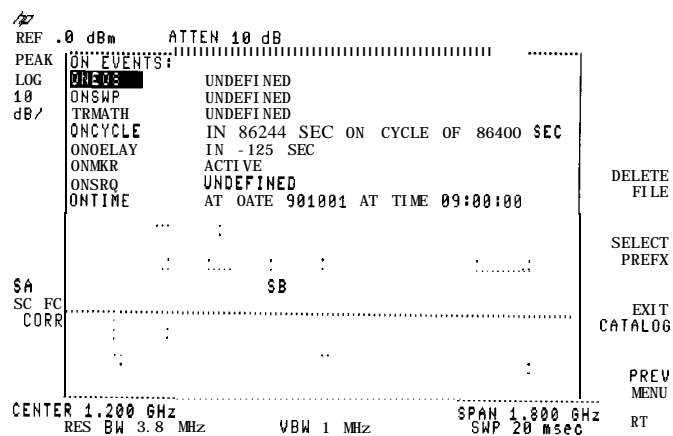 hp
REF .0 dBm ATTEN 10 dB
PEAK
LOG
10
dB/
ON EVENTS:
ONEOS UNDEFINED
ONSWP UNDEFINED
TRMATH UNDEFINED
ONCYCLE IN 86244 SEC ON CYCLE OF 86400 SEC
ONOELAY IN -125 SEC
ONMKR ACTIVE
ONSRQ UNDEFINED
ONTIME AT OATE 901001 AT TIME 09:00:00
DELETE
FILE
SELECT
PREFX
SA SB
SC FC
CORR
EXIT
CATALOG
PREV
MENU
CENTER 1.200 GHz SPAN 1.800 GHz
RES BW 3.8 MHz VBW 1 MHz SWP 20 msec
RT